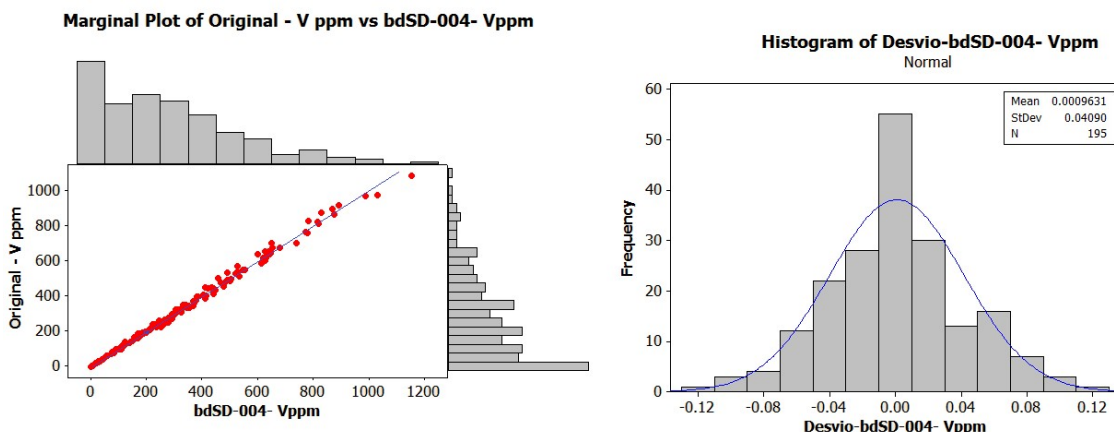 Marginal Plot of Original - V ppm vs bdSD-004- Vppm
Original - V ppm
1000
800
600
400
200
0
0 200 400 600 800 1000 1200
bdSD-004- Vppm
Histogram of Desvio-bdSD-004- Vppm
Normal
Mean 0.0009631
StDev 0.04090
N 195
Frequency
60
50
40
30
20
10
0
-0.12 -0.08 -0.04 0.00 0.04 0.08 0.12
Desvio-bdSD-004- Vppm